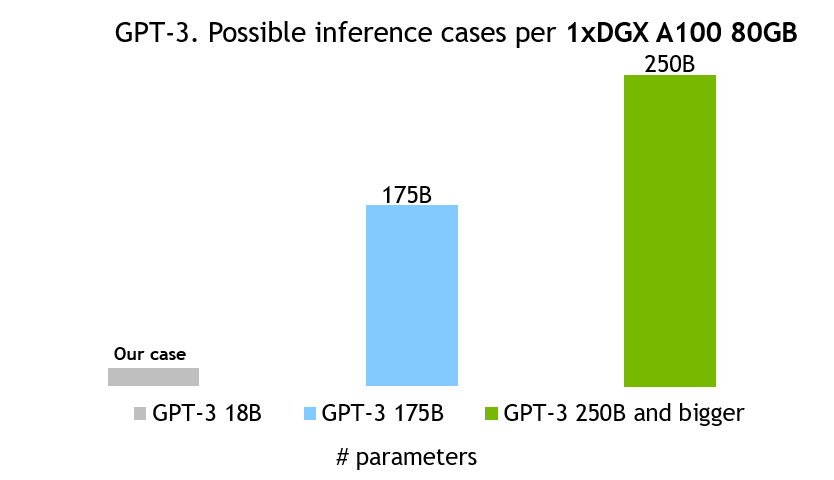 GPT-3. Possible inference cases per 1xDGX A100 80GB
250B
175B
Our case
GPT-3 18B GPT-3 175B GPT-3 250B and bigger
# parameters